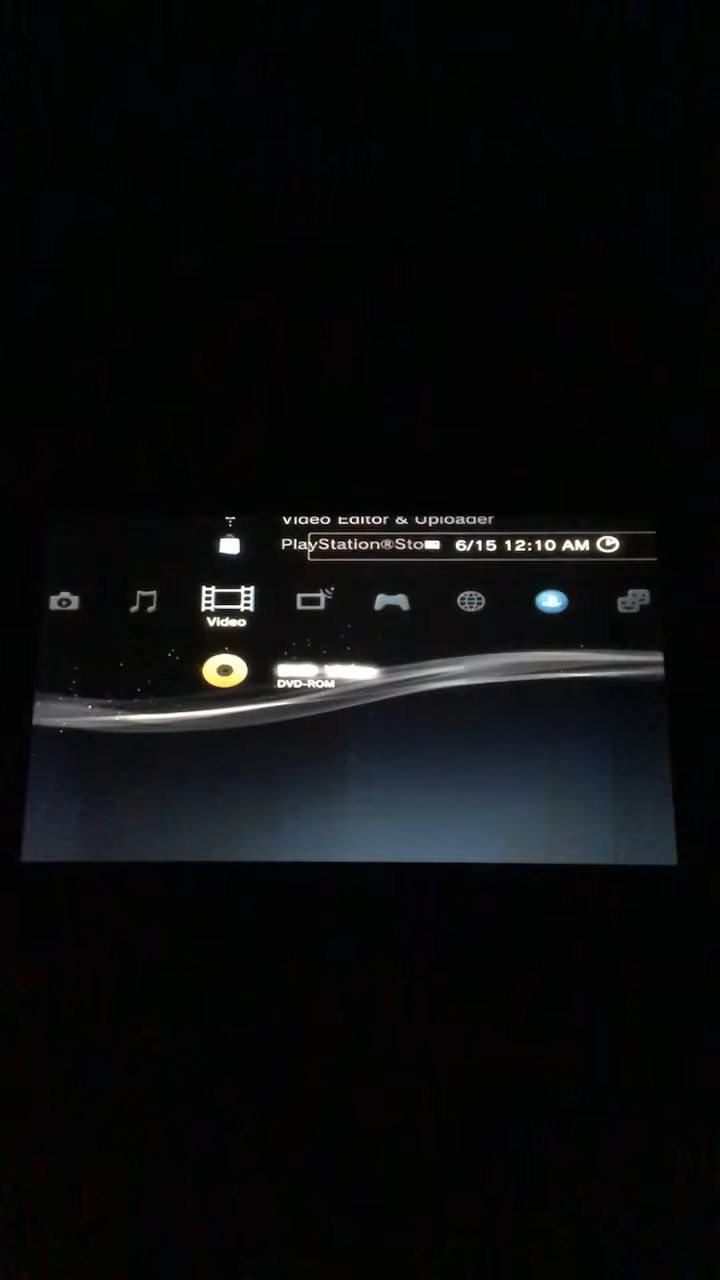 Video Editor & Uploader
PlayStation®Sto
6/15 12:10 AM
Video
DVD-ROM